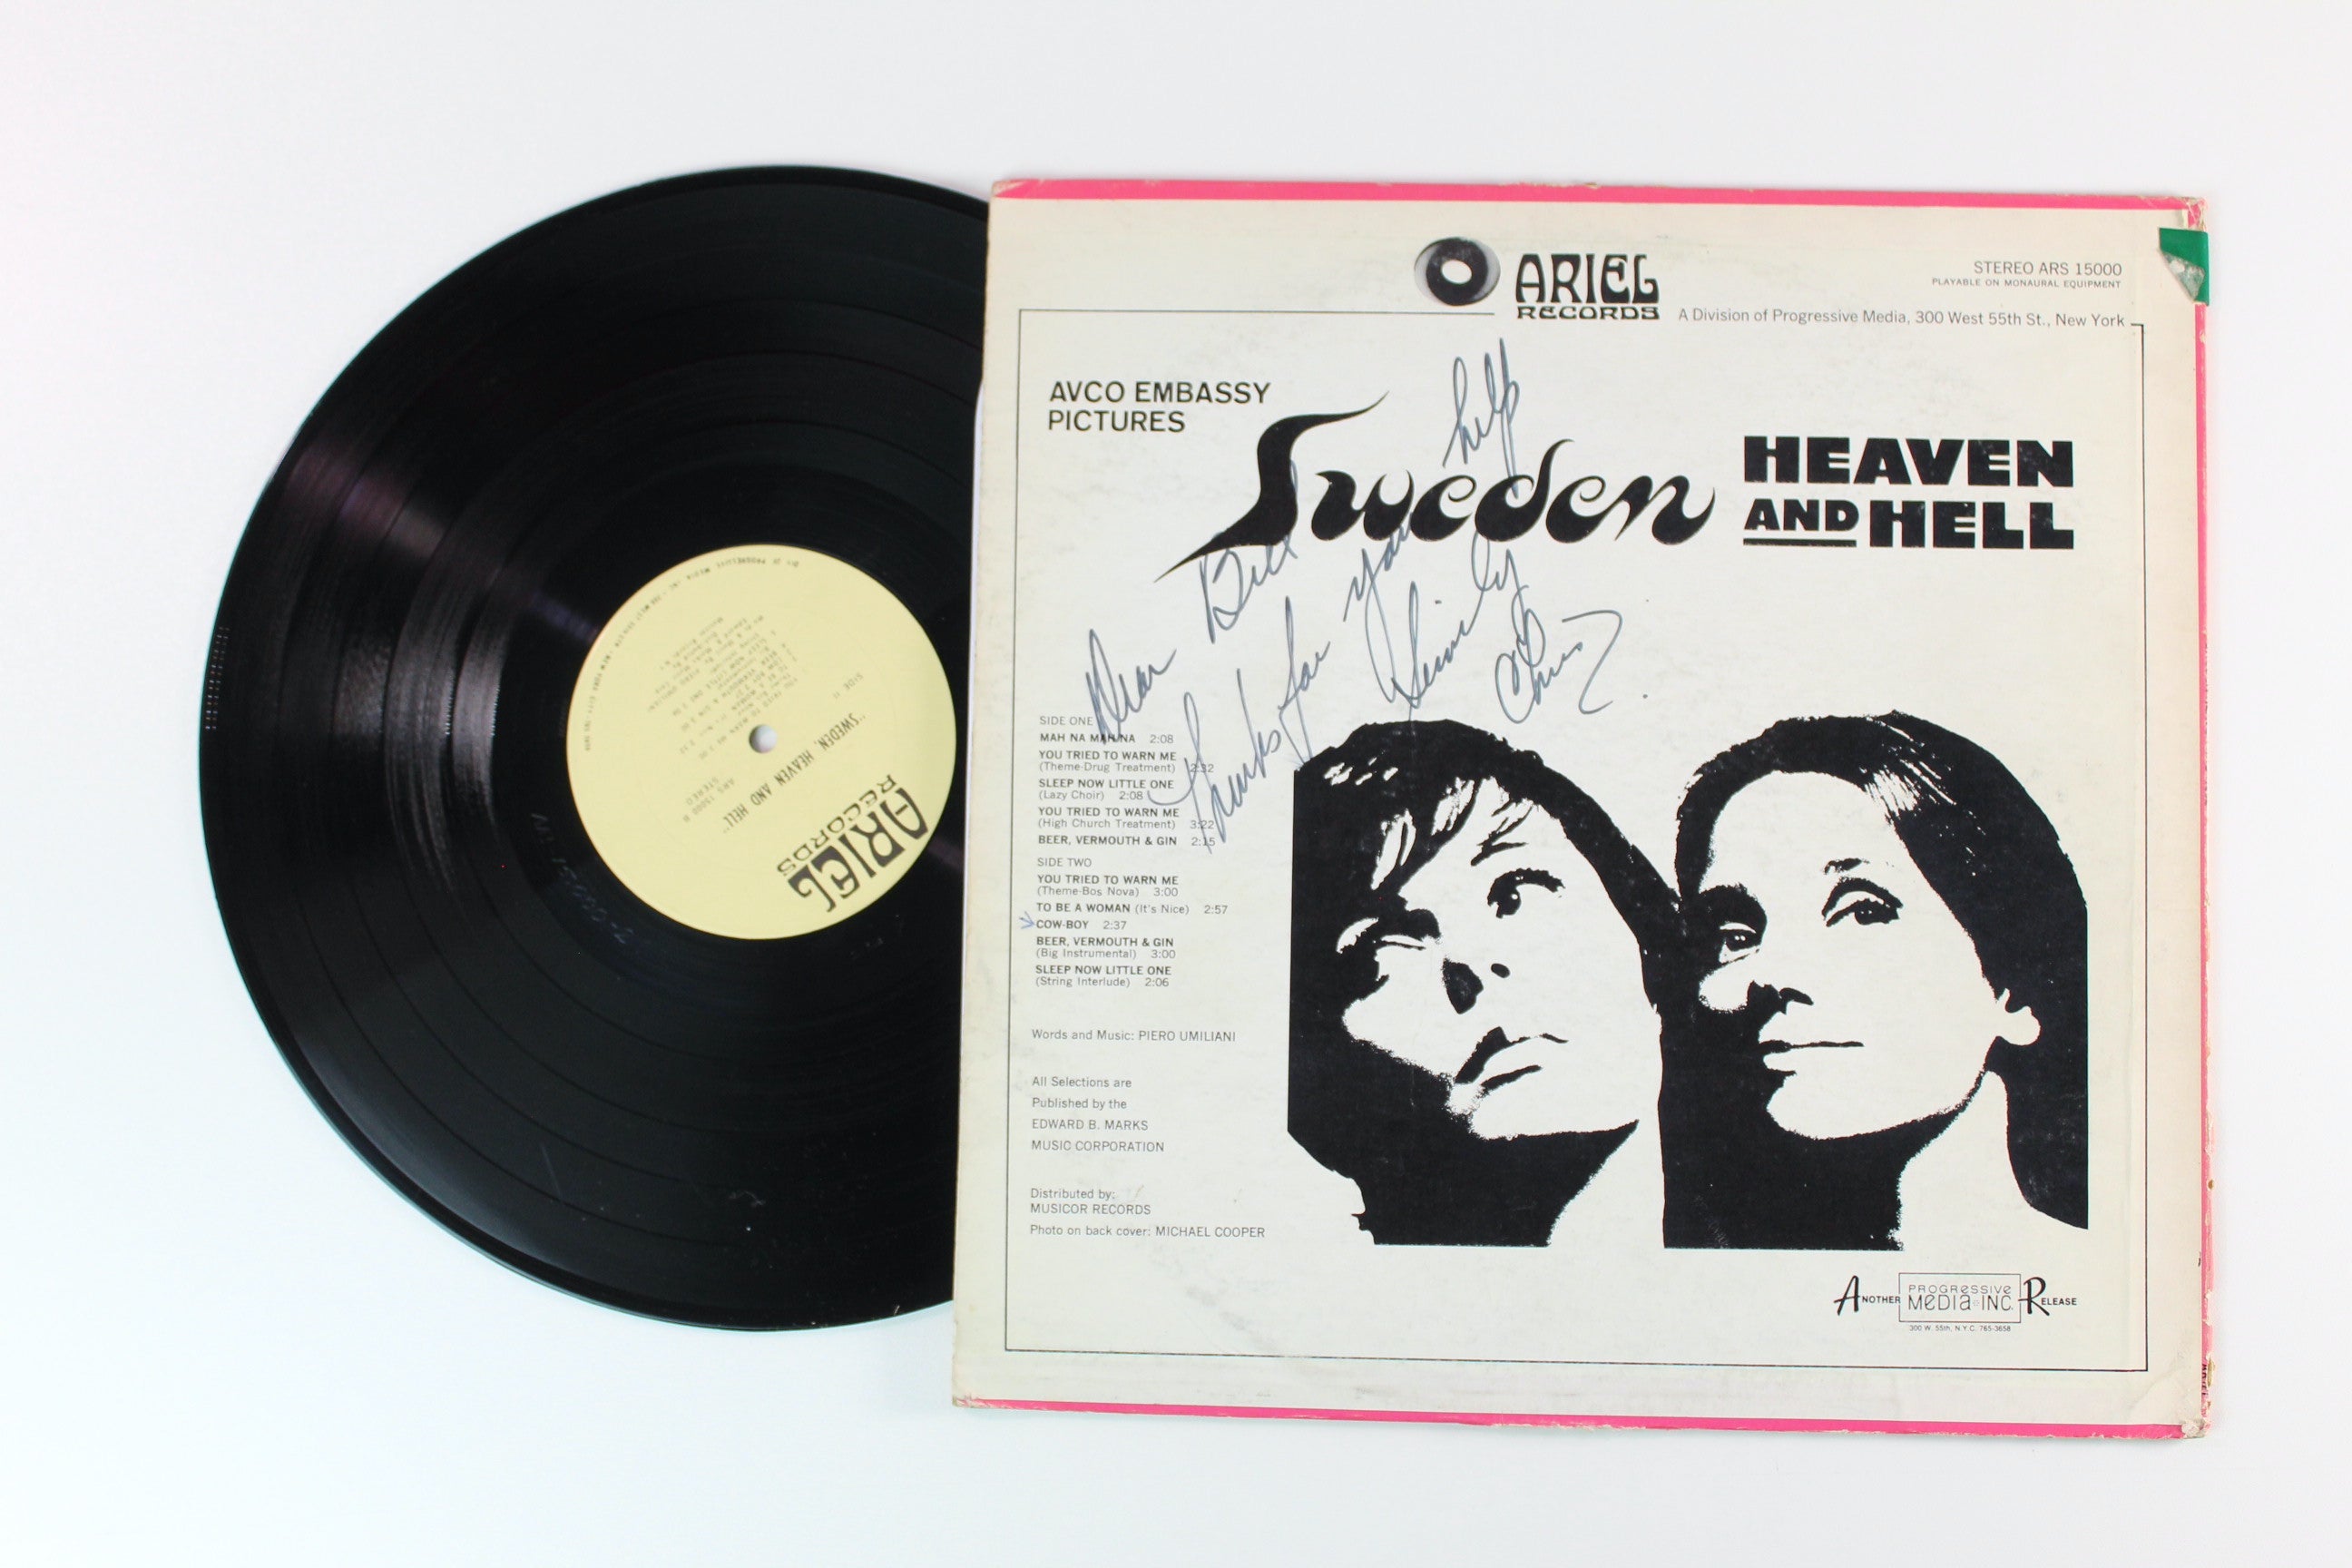 ARIEL
RECORDS
A Division of Progressive Media, 300 West 55th St., New York
STEREO ARS 15000
PLAYABLE ON MONAURAL EQUIPMENT
AVCO EMBASSY
PICTURES
Sweden HEAVEN
AND HELL
Dear Bill
Thanks for your help
Sincerely
Chris
SIDE ONE
MAH NA MAH NA 2:08
YOU TRIED TO WARN ME
(Theme-Drug Treatment) 2:32
SLEEP NOW LITTLE ONE
(Lazy Choir) 2:08
YOU TRIED TO WARN ME
(High Church Treatment) 3:22
BEER, VERMOUTH & GIN 2:15
SIDE TWO
YOU TRIED TO WARN ME
(Theme-Bos Nova) 3:00
TO BE A WOMAN (It's Nice) 2:57
COW-BOY 2:37
BEER, VERMOUTH & GIN
(Big Instrumental) 3:00
SLEEP NOW LITTLE ONE
(String Interlude) 2:06
Words and Music: PIERO UMILIANI
All Selections are
Published by the
EDWARD B. MARKS
MUSIC CORPORATION
Distributed by:
MUSICOR RECORDS
Photo on back cover: MICHAEL COOPER
ANOTHER PROGRESSIVE MEDIA INC. RELEASE
300 W. 55th, N.Y.C. 765-3658
ARIEL
RECORDS
"SWEDEN, HEAVEN AND HELL"
ARS 15000 B
STEREO
SIDE II